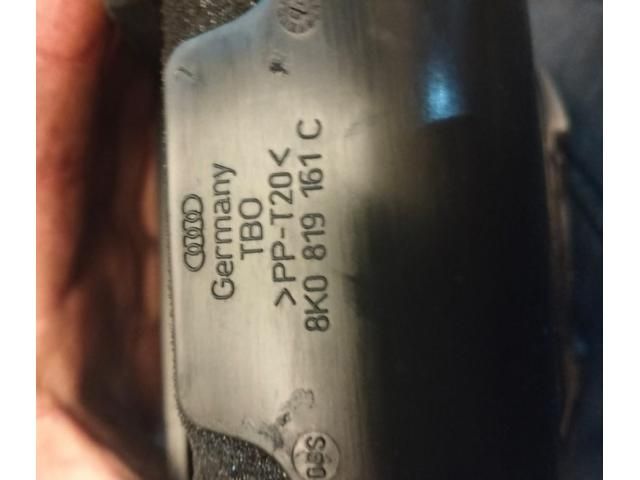 Germany
TBO
>PP-T20<
8K0 819 161 C